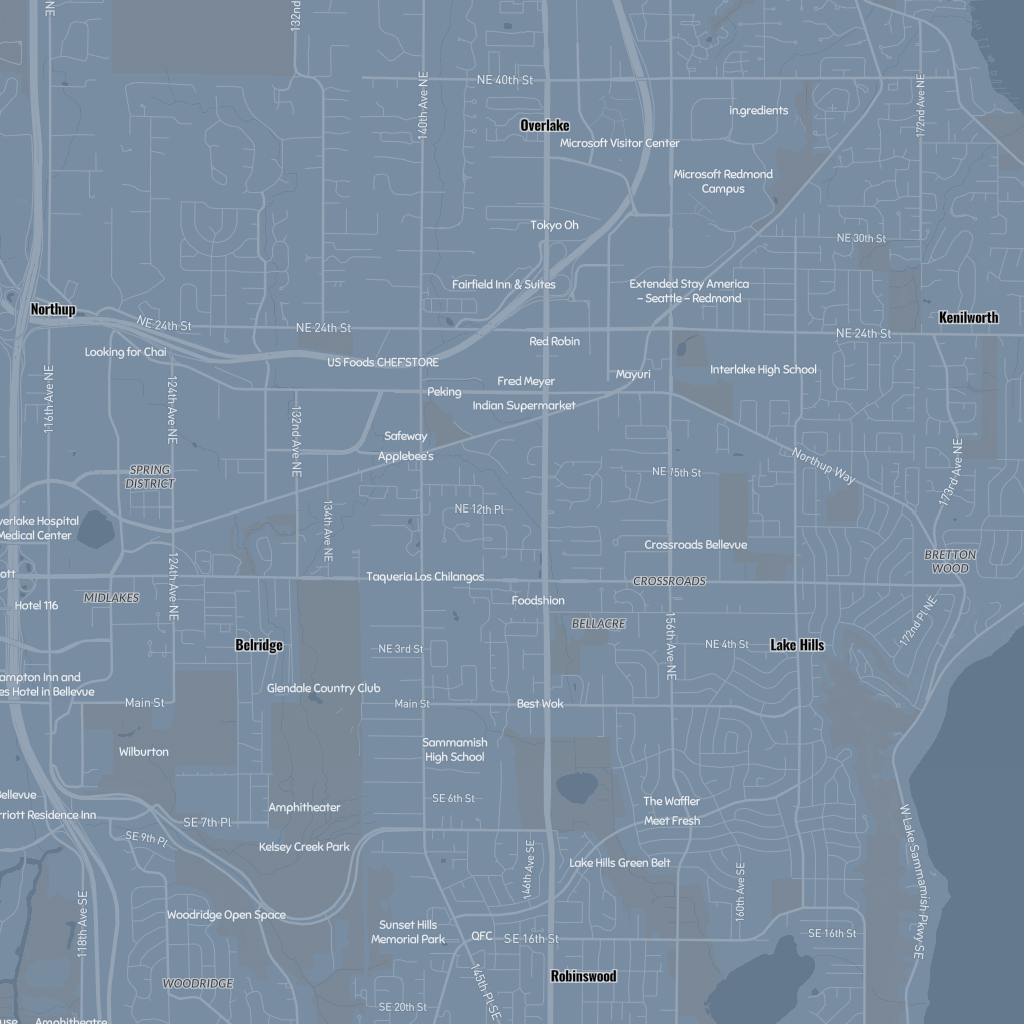 NE
132nd
NE 40th St
140th Ave NE
172nd Ave NE
in.gredients
Overlake
Microsoft Visitor Center
Microsoft Redmond
Campus
Tokyo Oh
NE 30th St
Fairfield Inn & Suites
Extended Stay America
– Seattle – Redmond
Northup
Kenilworth
NE 24th St
NE 24th St
NE 24th St
Red Robin
Looking for Chai
US Foods CHEF'STORE
Interlake High School
Mayuri
Fred Meyer
Peking
Indian Supermarket
116th Ave NE
124th Ave NE
132nd Ave NE
Safeway
Applebee's
Northup Way
173rd Ave NE
SPRING
DISTRICT
NE 15th St
NE 12th Pl
134th Ave NE
verlake Hospital
Medical Center
Crossroads Bellevue
BRETTON
WOOD
ott
124th Ave NE
Taqueria Los Chilangos
CROSSROADS
MIDLAKES
Hotel 116
Foodshion
BELLACRE
172nd Pl NE
156th Ave NE
Belridge
NE 3rd St
NE 4th St
Lake Hills
ampton Inn and
es Hotel in Bellevue
Glendale Country Club
Main St
Main St
Best Wok
Wilburton
Sammamish
High School
Bellevue
SE 6th St
The Waffler
Amphitheater
rriott Residence Inn
SE 7th Pl
Meet Fresh
SE 9th Pl
Kelsey Creek Park
W Lake Sammamish Pkwy SE
Lake Hills Green Belt
146th Ave SE
160th Ave SE
118th Ave SE
Woodridge Open Space
Sunset Hills
Memorial Park
QFC
SE 16th St
SE 16th St
Robinswood
WOODRIDGE
145th Pl SE
SE 20th St
use
Amphitheatre